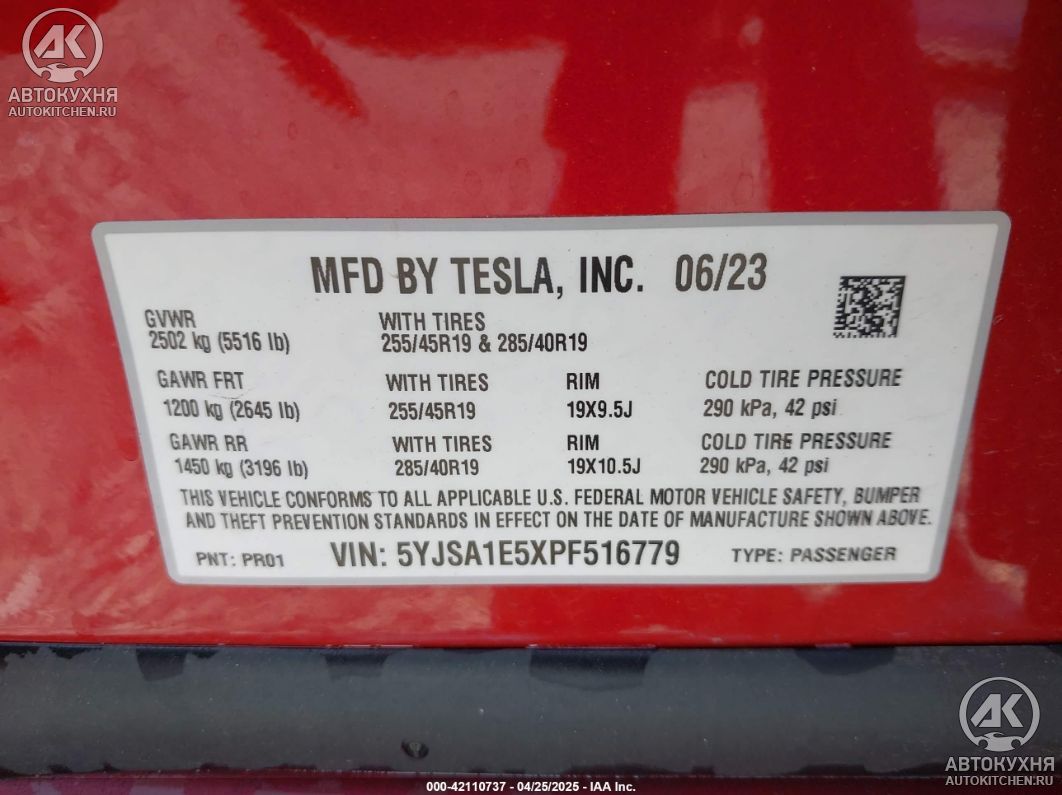 АК
АВТОКУХНЯ
AUTOKITCHEN.RU
MFD BY TESLA, INC. 06/23
GVWR WITH TIRES
2502 kg (5516 lb) 255/45R19 & 285/40R19
GAWR FRT WITH TIRES RIM COLD TIRE PRESSURE
1200 kg (2645 lb) 255/45R19 19X9.5J 290 kPa, 42 psi
GAWR RR WITH TIRES RIM COLD TIRE PRESSURE
1450 kg (3196 lb) 285/40R19 19X10.5J 290 kPa, 42 psi
THIS VEHICLE CONFORMS TO ALL APPLICABLE U.S. FEDERAL MOTOR VEHICLE SAFETY, BUMPER
AND THEFT PREVENTION STANDARDS IN EFFECT ON THE DATE OF MANUFACTURE SHOWN ABOVE.
PNT: PR01 VIN: 5YJSA1E5XPF516779 TYPE: PASSENGER
АК
АВТОКУХНЯ
AUTOKITCHEN.RU
000-42110737 - 04/25/2025 - IAA Inc.